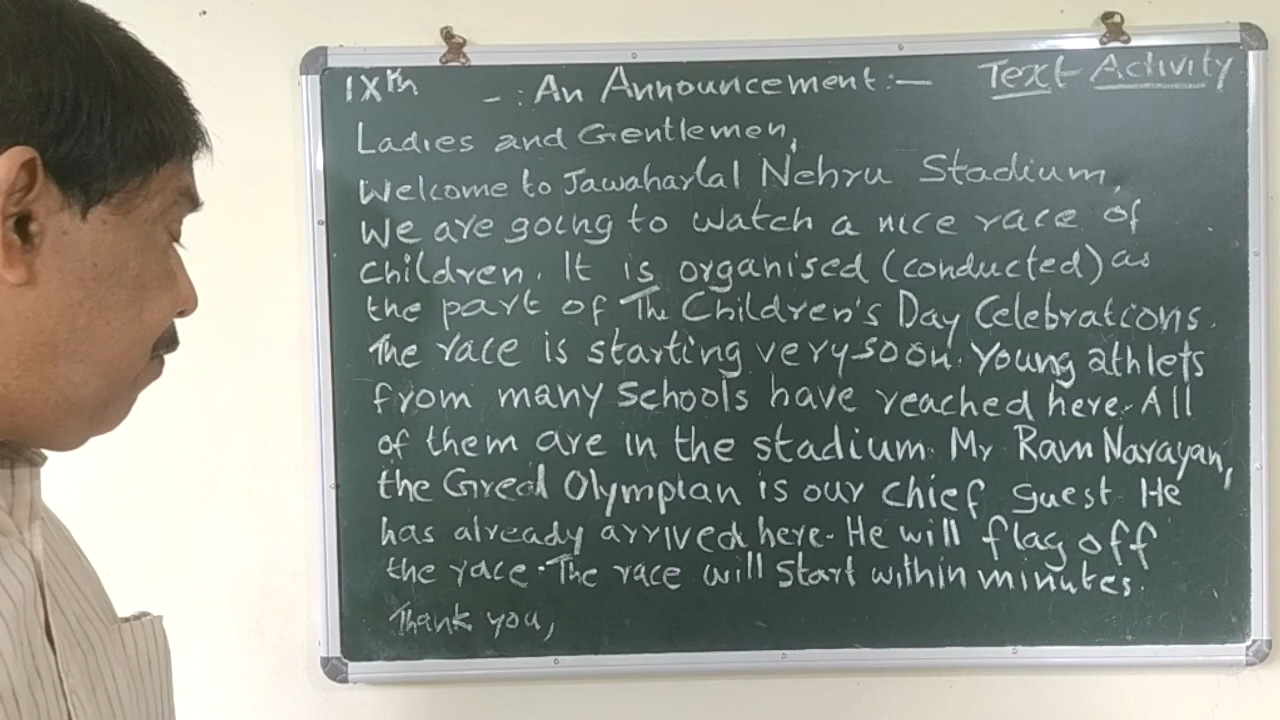 IXth -: An Announcement:- Text Activity
Ladies and Gentlemen,
Welcome to Jawaharlal Nehru Stadium.
We are going to watch a nice race of
children. It is organised (conducted) as
the part of The Children's Day Celebrations.
The race is starting very soon. Young athlets
from many schools have reached here. All
of them are in the stadium. Mr Ram Narayan,
the Great Olympian is our chief guest He
has already arrived here. He will flag off
the race. The race will start within minutes.
Thank you,